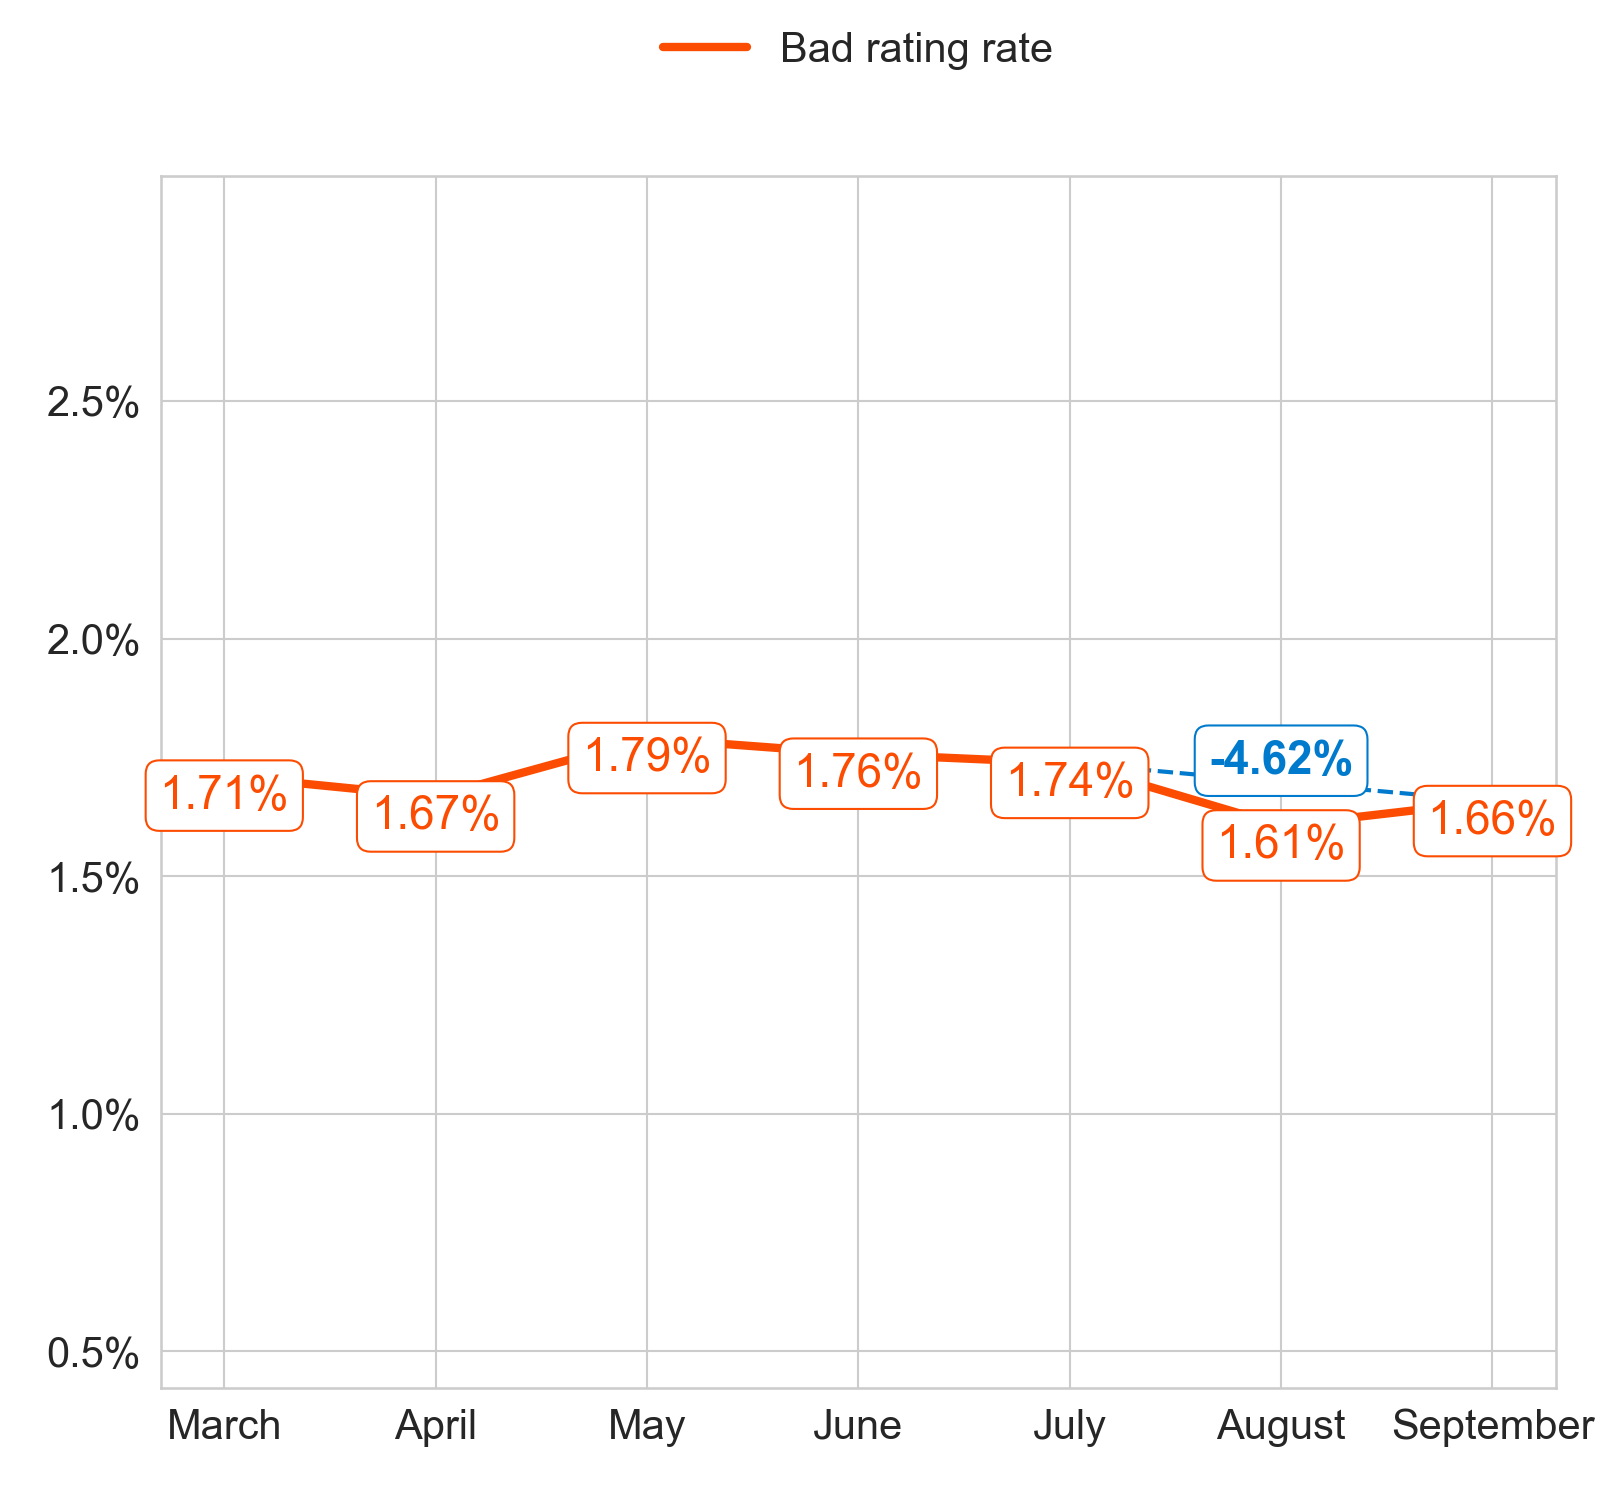 Bad rating rate
2.5%
2.0%
1.5%
1.0%
0.5%
1.71%
1.67%
1.79%
1.76%
1.74%
-4.62%
1.61%
1.66%
March
April
May
June
July
August
September